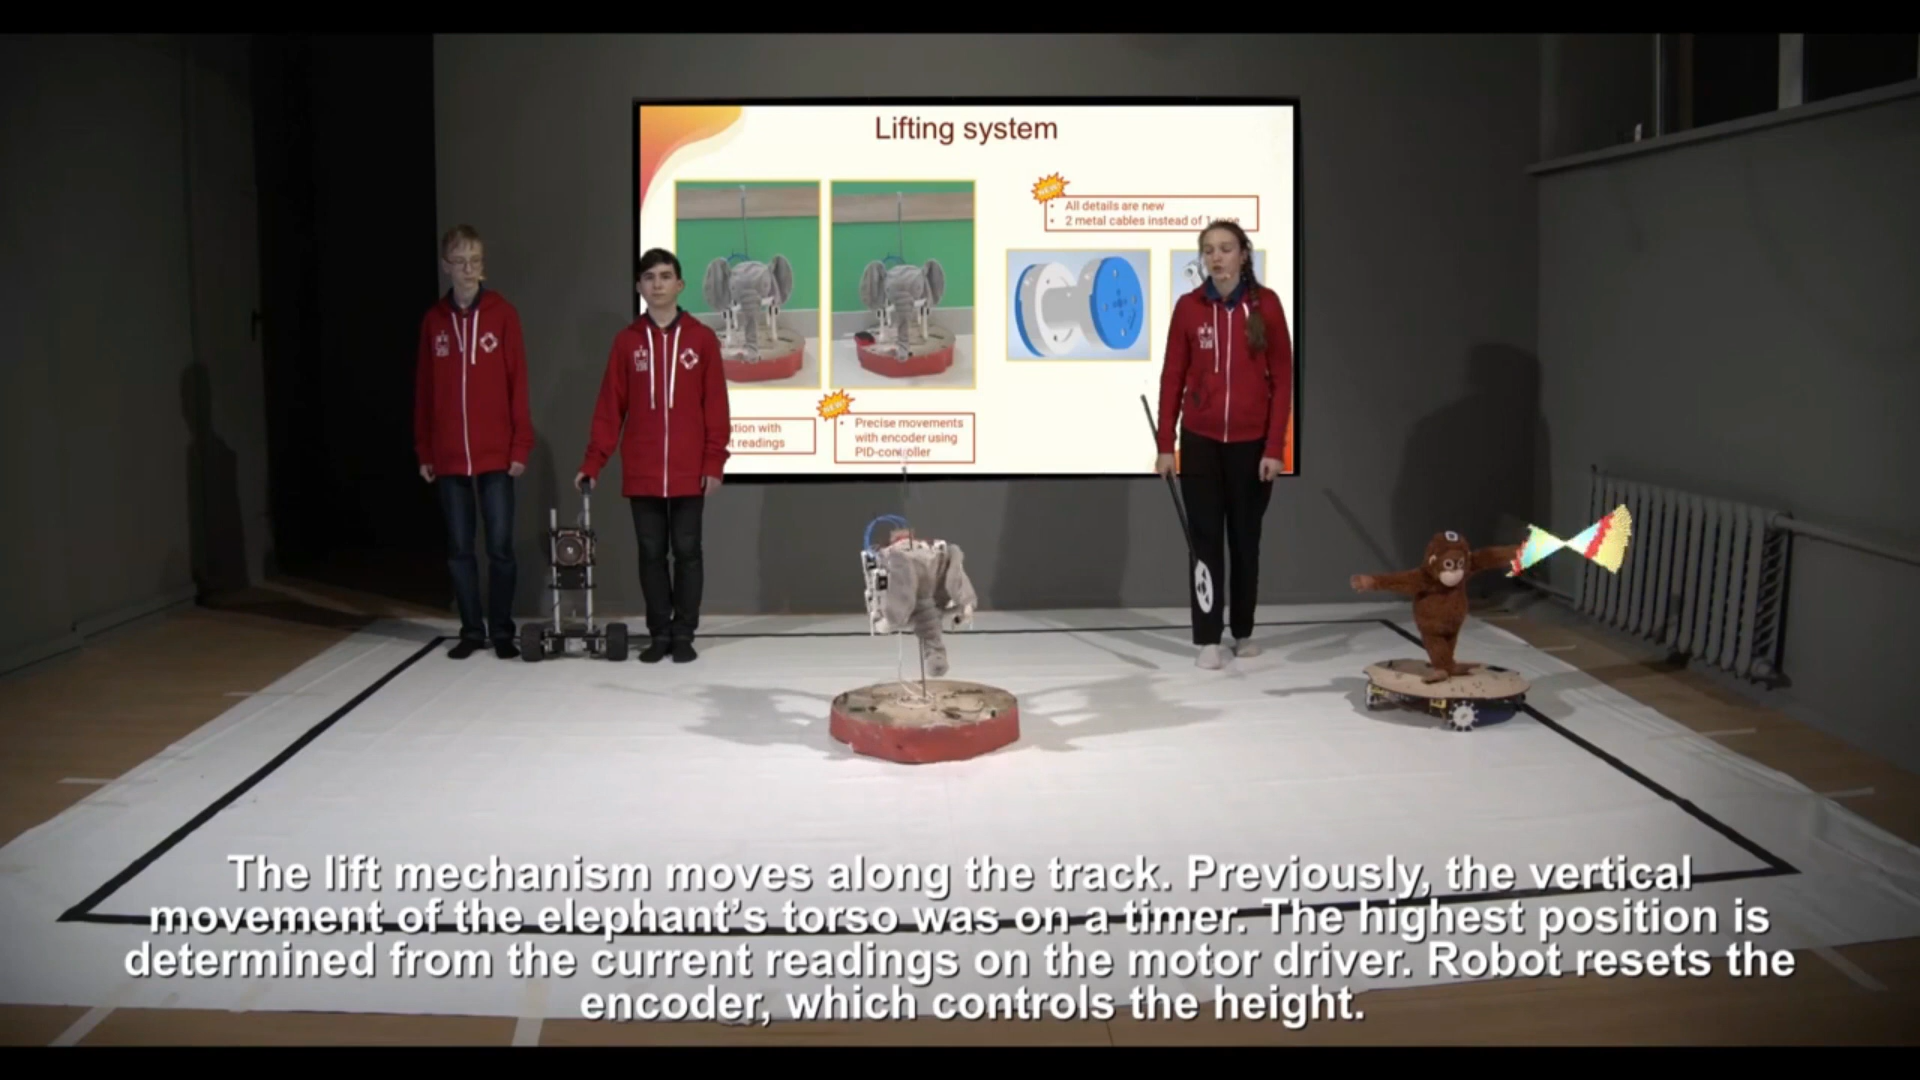 Lifting system
NEW!
All details are new
2 metal cables instead of 1 rope
ation with
t readings
NEW!
Precise movements
with encoder using
PID-controller
The lift mechanism moves along the track. Previously, the vertical
movement of the elephant’s torso was on a timer. The highest position is
determined from the current readings on the motor driver. Robot resets the
encoder, which controls the height.